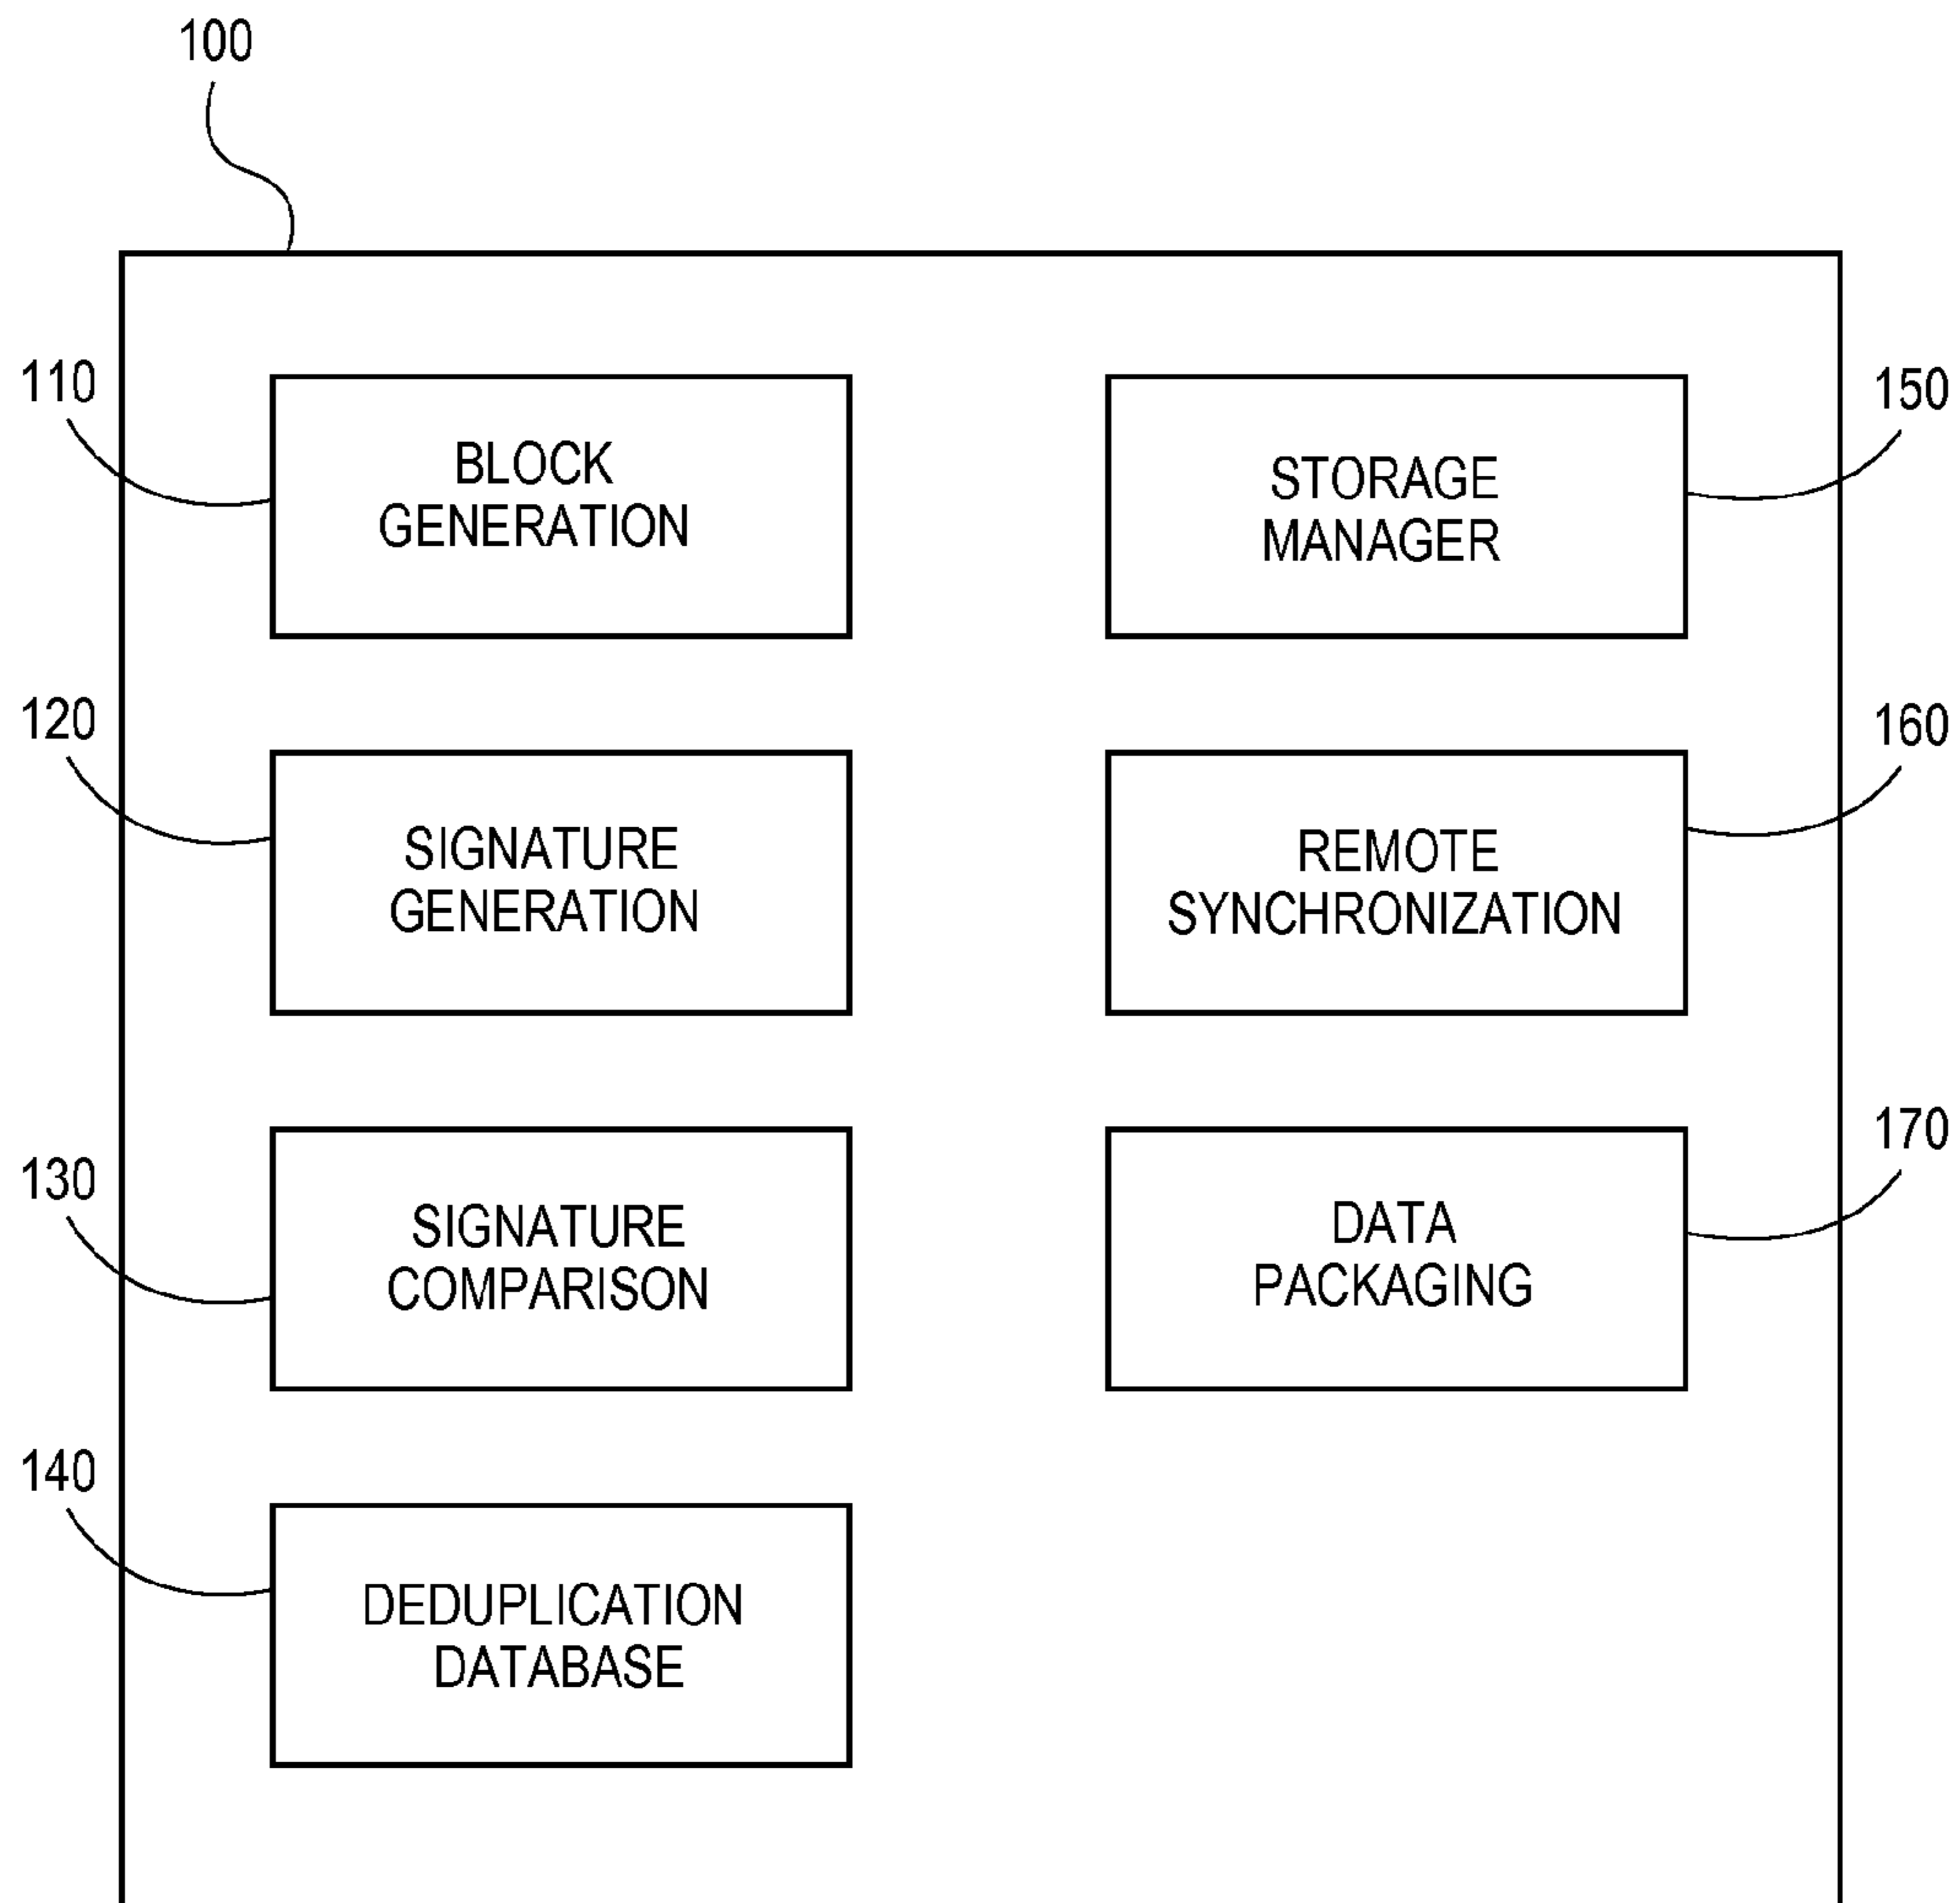 100
110
BLOCK
GENERATION
120
SIGNATURE
GENERATION
130
SIGNATURE
COMPARISON
140
DEDUPLICATION
DATABASE
150
STORAGE
MANAGER
160
REMOTE
SYNCHRONIZATION
170
DATA
PACKAGING